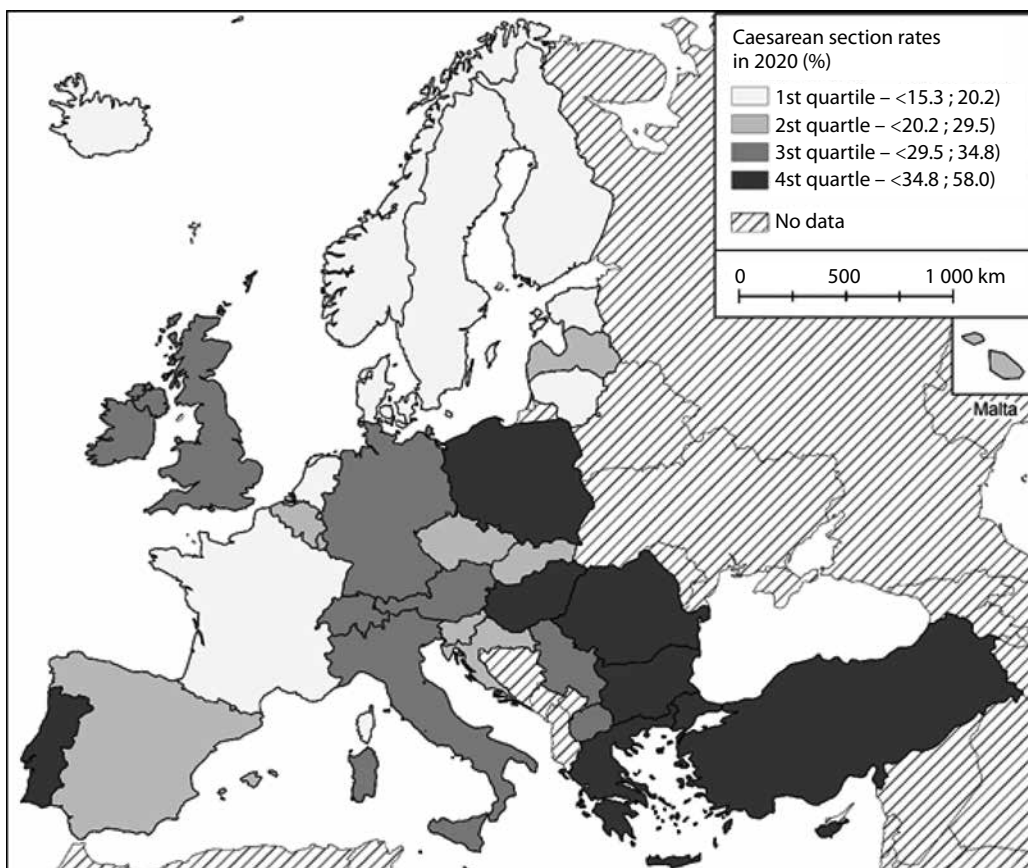 Caesarean section rates
in 2020 (%)
1st quartile – <15.3 ; 20.2)
2st quartile – <20.2 ; 29.5)
3st quartile – <29.5 ; 34.8)
4st quartile – <34.8 ; 58.0)
No data
0 500 1 000 km
Malta